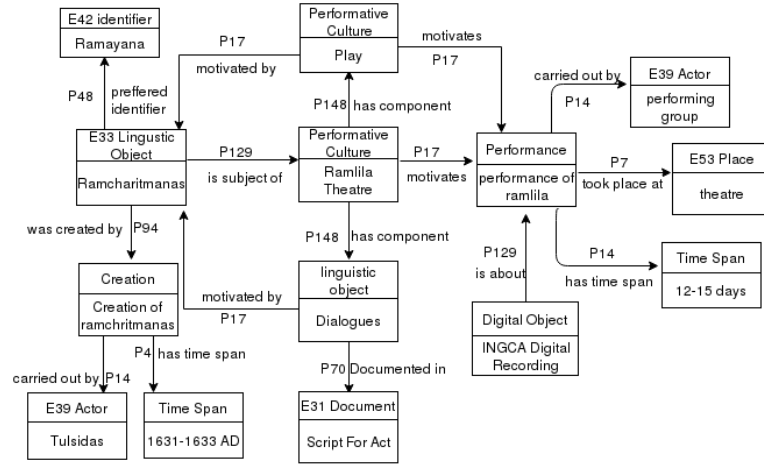 E42 identifier
Ramayana
P48
preffered
identifier
P17
motivated by
Performative
Culture
Play
motivates
P17
P148 has component
E33 Lingustic
Object
Ramcharitmanas
P129
is subject of
Performative
Culture
Ramlila
Theatre
P17
motivates
Performance
performance of
ramlila
carried out by
P14
E39 Actor
performing
group
P7
took place at
E53 Place
theatre
P14
has time span
Time Span
12-15 days
P129
is about
Digital Object
INGCA Digital
Recording
P148 has component
linguistic
object
Dialogues
motivated by
P17
was created by P94
Creation
Creation of
ramchritmanas
P4 has time span
carried out by P14
E39 Actor
Tulsidas
Time Span
1631-1633 AD
P70 Documented in
E31 Document
Script For Act